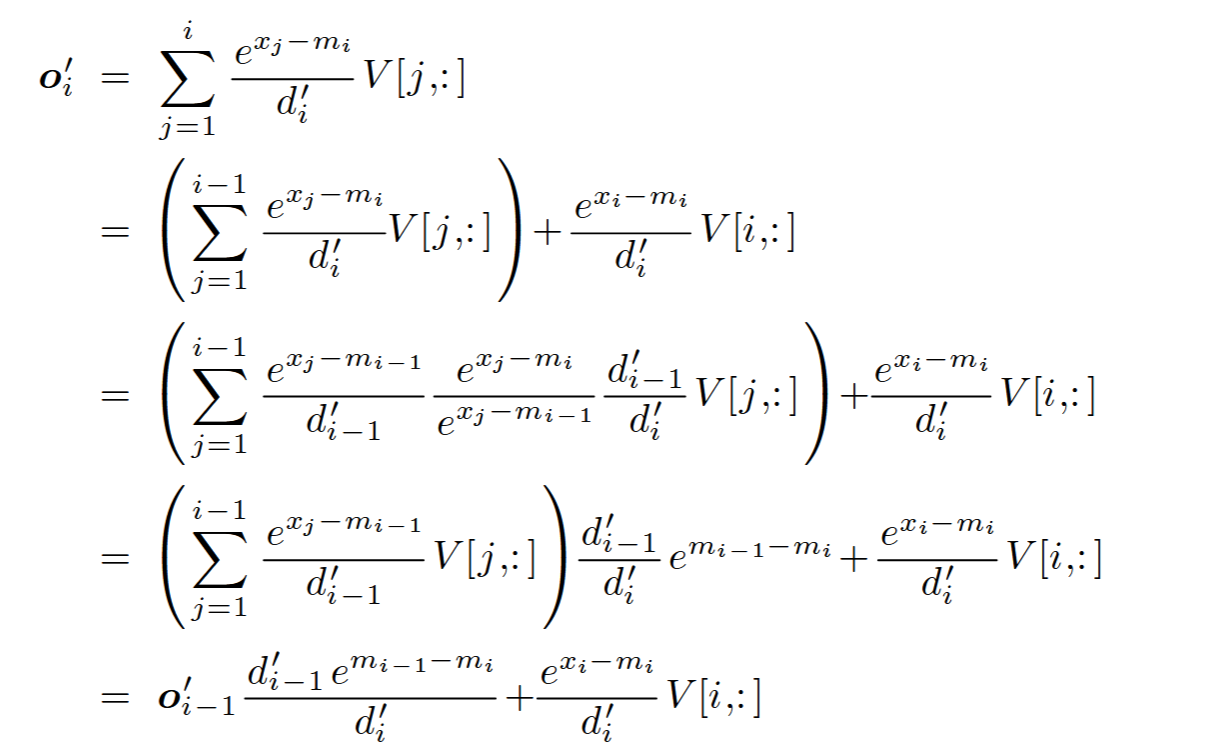 $\boldsymbol{o}'_i = \sum_{j=1}^{i} \frac{e^{x_j - m_i}}{d'_i} V[j,:]$
$= \left( \sum_{j=1}^{i-1} \frac{e^{x_j - m_i}}{d'_i} V[j,:] \right) + \frac{e^{x_i - m_i}}{d'_i} V[i,:]$
$= \left( \sum_{j=1}^{i-1} \frac{e^{x_j - m_{i-1}}}{d'_{i-1}} \frac{e^{x_j - m_i}}{e^{x_j - m_{i-1}}} \frac{d'_{i-1}}{d'_i} V[j,:] \right) + \frac{e^{x_i - m_i}}{d'_i} V[i,:]$
$= \left( \sum_{j=1}^{i-1} \frac{e^{x_j - m_{i-1}}}{d'_{i-1}} V[j,:] \right) \frac{d'_{i-1}}{d'_i} e^{m_{i-1} - m_i} + \frac{e^{x_i - m_i}}{d'_i} V[i,:]$
$= \boldsymbol{o}'_{i-1} \frac{d'_{i-1} e^{m_{i-1} - m_i}}{d'_i} + \frac{e^{x_i - m_i}}{d'_i} V[i,:]$